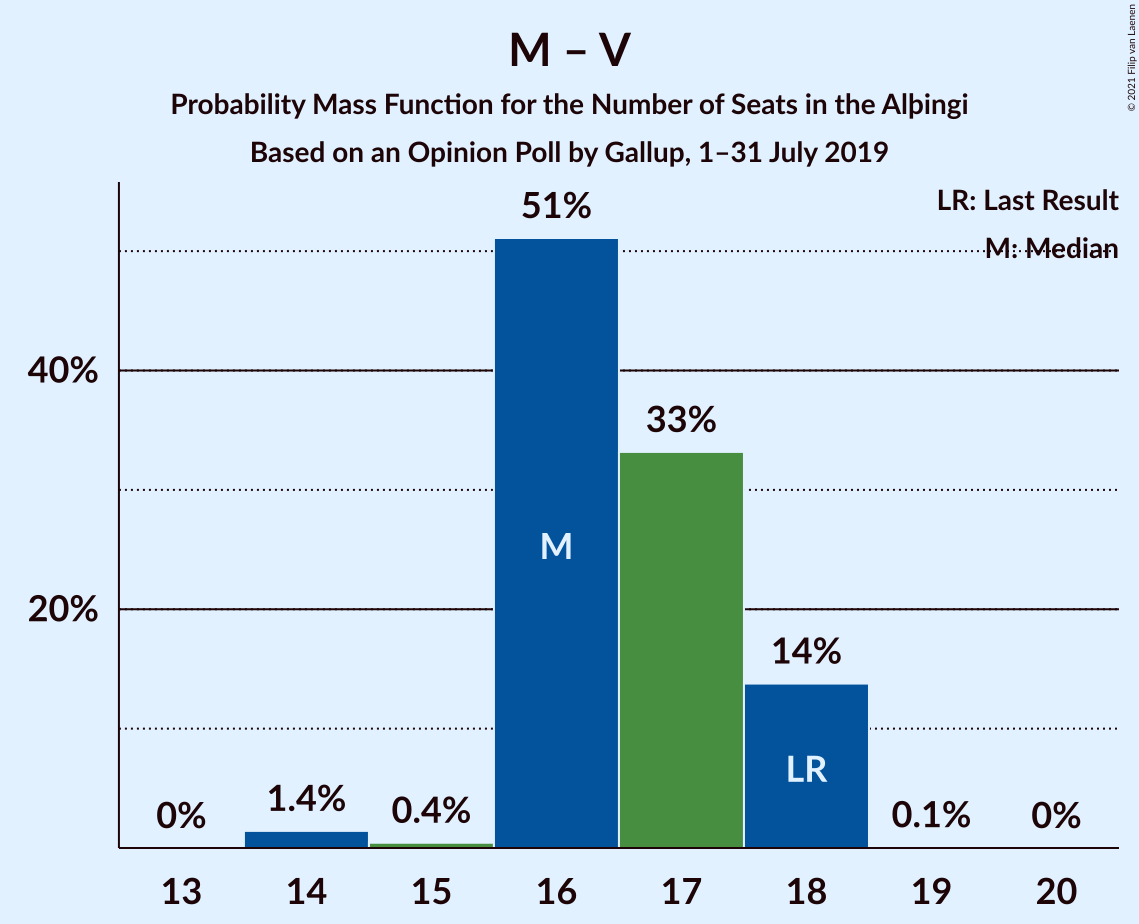 M – V
Probability Mass Function for the Number of Seats in the Alþingi
Based on an Opinion Poll by Gallup, 1–31 July 2019
© 2021 Filip van Laenen
LR: Last Result
M: Median
51%
40%
33%
M
20%
14%
LR
1.4%
0.4%
0%
0.1%
0%
13 14 15 16 17 18 19 20